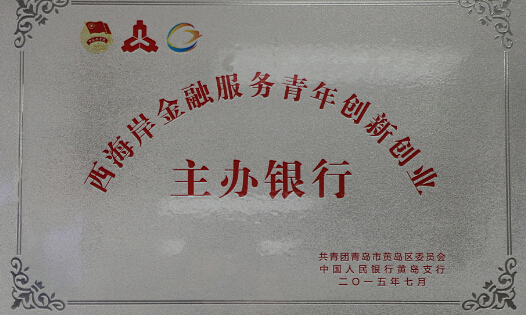 西海岸金融服务青年创新创业
主办银行
共青团青岛市黄岛区委员会
中国人民银行黄岛支行
二〇一五年七月